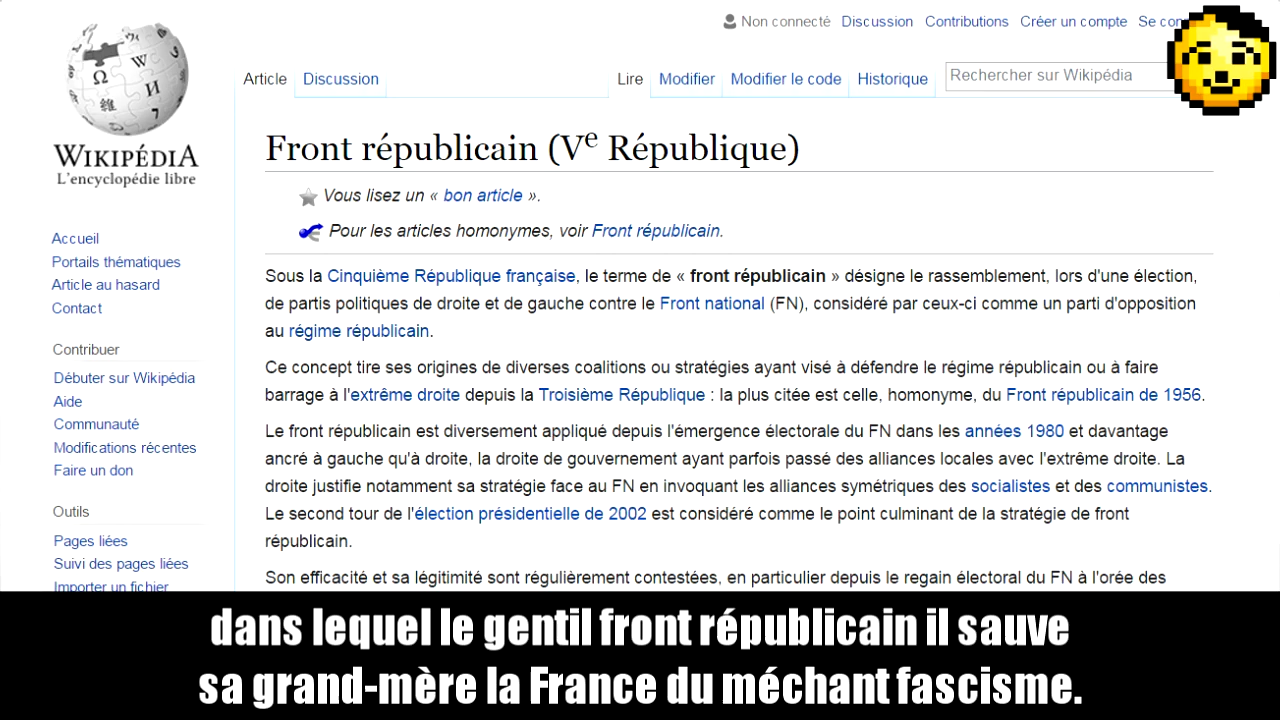 Non connecté Discussion Contributions Créer un compte Se con
Article Discussion Lire Modifier Modifier le code Historique Rechercher sur Wikipédia
WIKIPÉDIA
L'encyclopédie libre
Accueil
Portails thématiques
Article au hasard
Contact
Contribuer
Débuter sur Wikipédia
Aide
Communauté
Modifications récentes
Faire un don
Outils
Pages liées
Suivi des pages liées
Importer un fichier
Front républicain (Ve République)
Vous lisez un « bon article ».
Pour les articles homonymes, voir Front républicain.
Sous la Cinquième République française, le terme de « front républicain » désigne le rassemblement, lors d'une élection,
de partis politiques de droite et de gauche contre le Front national (FN), considéré par ceux-ci comme un parti d'opposition
au régime républicain.
Ce concept tire ses origines de diverses coalitions ou stratégies ayant visé à défendre le régime républicain ou à faire
barrage à l'extrême droite depuis la Troisième République : la plus citée est celle, homonyme, du Front républicain de 1956.
Le front républicain est diversement appliqué depuis l'émergence électorale du FN dans les années 1980 et davantage
ancré à gauche qu'à droite, la droite de gouvernement ayant parfois passé des alliances locales avec l'extrême droite. La
droite justifie notamment sa stratégie face au FN en invoquant les alliances symétriques des socialistes et des communistes.
Le second tour de l'élection présidentielle de 2002 est considéré comme le point culminant de la stratégie de front
républicain.
Son efficacité et sa légitimité sont régulièrement contestées, en particulier depuis le regain électoral du FN à l'orée des
dans lequel le gentil front républicain il sauve
sa grand-mère la France du méchant fascisme.